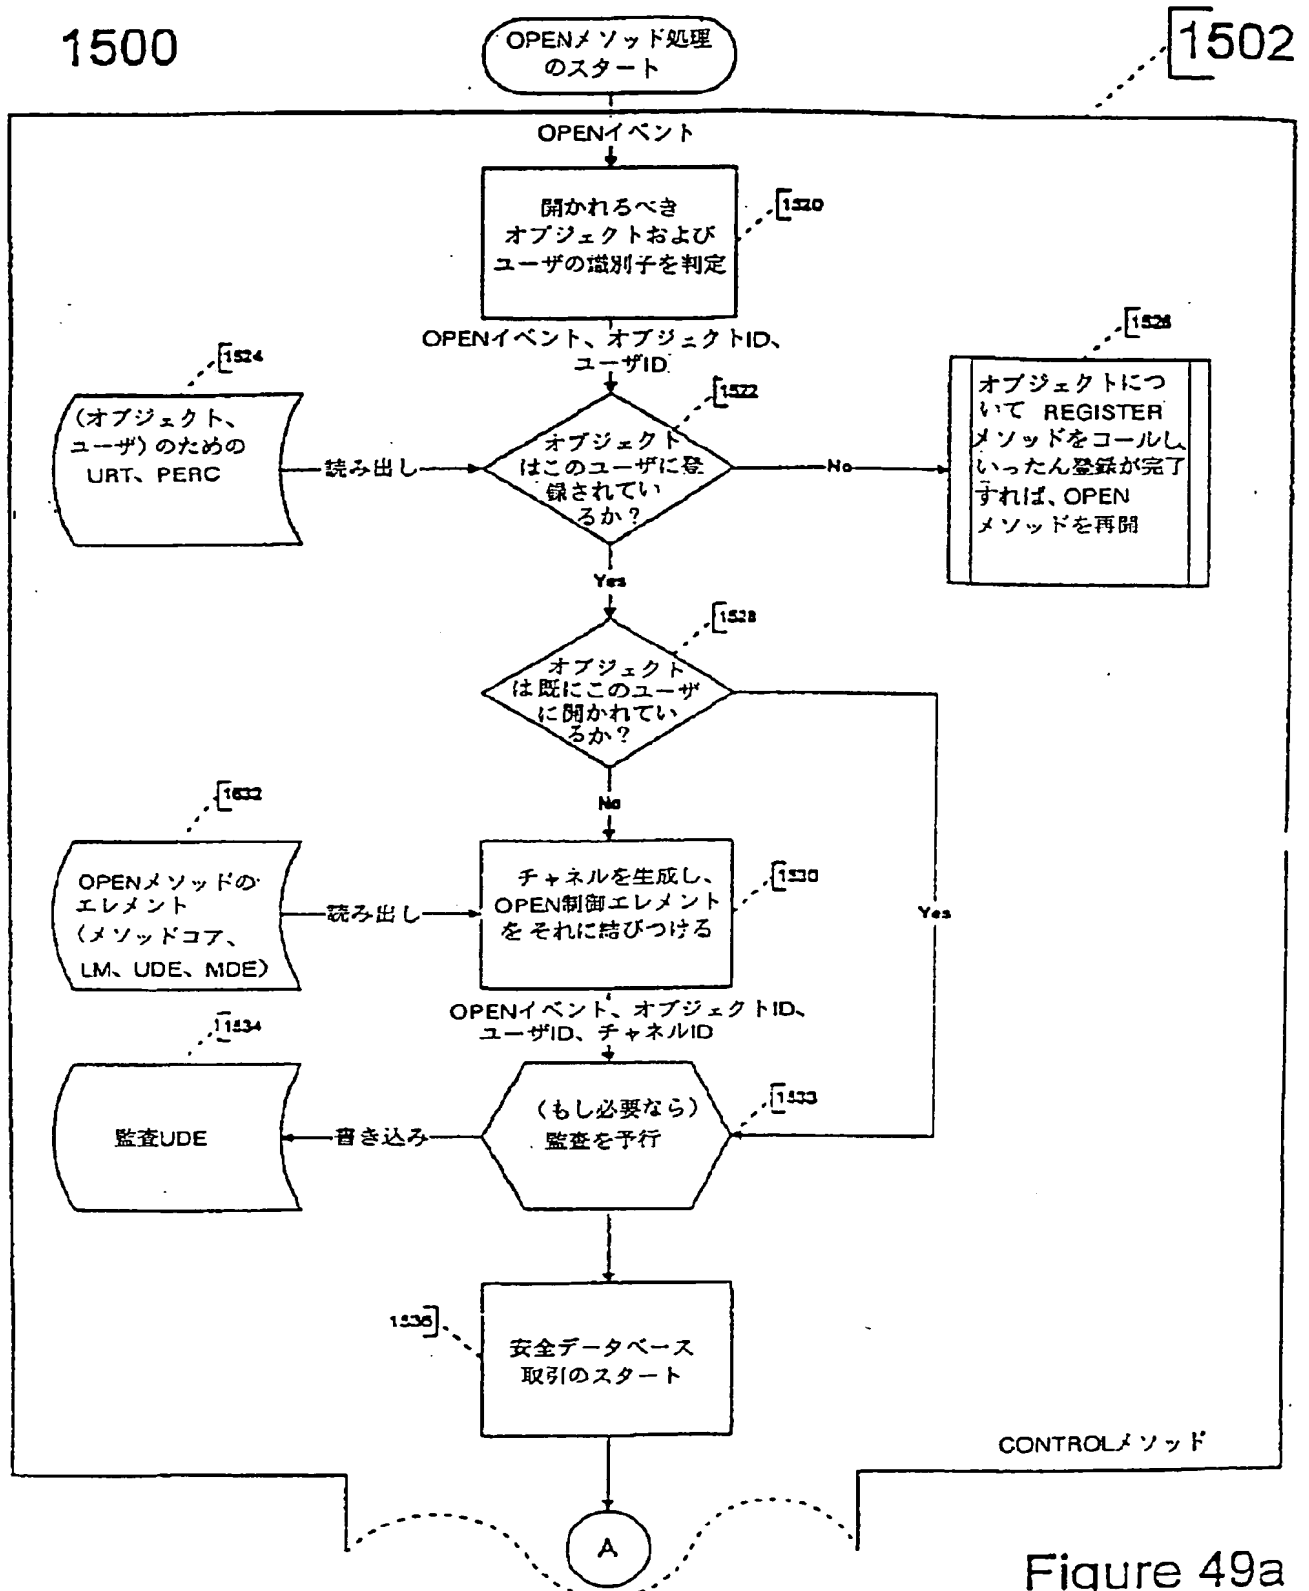 1500
OPENメソッド処理
のスタート
1502
OPENイベント
開かれるべき
オブジェクトおよび
ユーザの識別子を判定
1520
OPENイベント、オブジェクトID、
ユーザID
1524
(オブジェクト、
ユーザ)のための
URT、PERC
読み出し
1522
オブジェクト
はこのユーザに登
録されてい
るか？
No
1526
オブジェクトにつ
いて REGISTER
メソッドをコールし、
いったん登録が完了
すれば、OPEN
メソッドを再開
Yes
1528
オブジェクト
は既にこのユーザ
に開かれてい
るか？
No
Yes
1532
OPENメソッドの
エレメント
(メソッドコア、
LM、UDE、MDE)
読み出し
チャネルを生成し、
OPEN制御エレメント
を それに結びつける
1530
OPENイベント、オブジェクトID、
ユーザID、チャネルID
1534
監査UDE
書き込み
(もし必要なら)
監査を予行
1533
1536
安全データベース
取引のスタート
CONTROLメソッド
A
Figure 49a